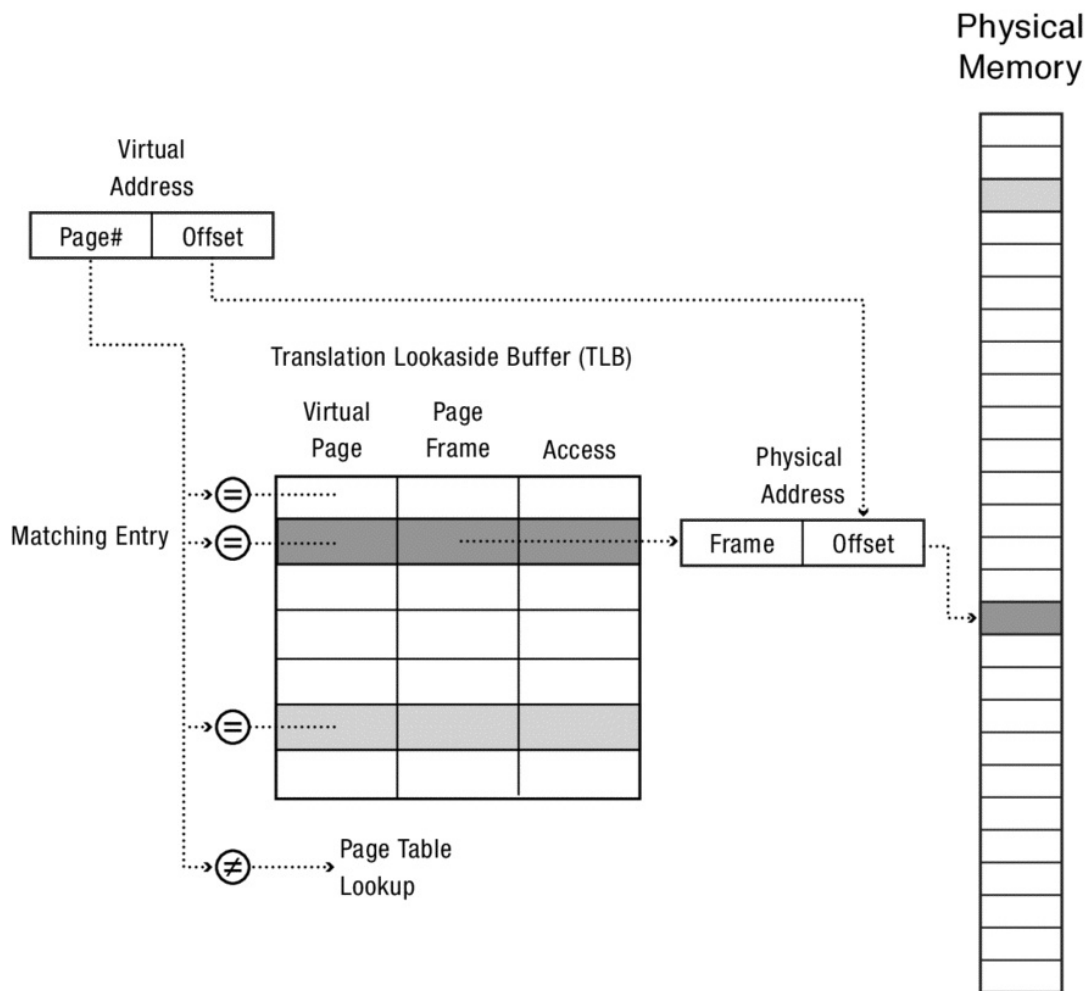 Physical
Memory
Virtual
Address
Page#
Offset
Translation Lookaside Buffer (TLB)
Virtual
Page
Page
Frame
Access
Physical
Address
=
Matching Entry
=
Frame
Offset
=
≠
Page Table
Lookup